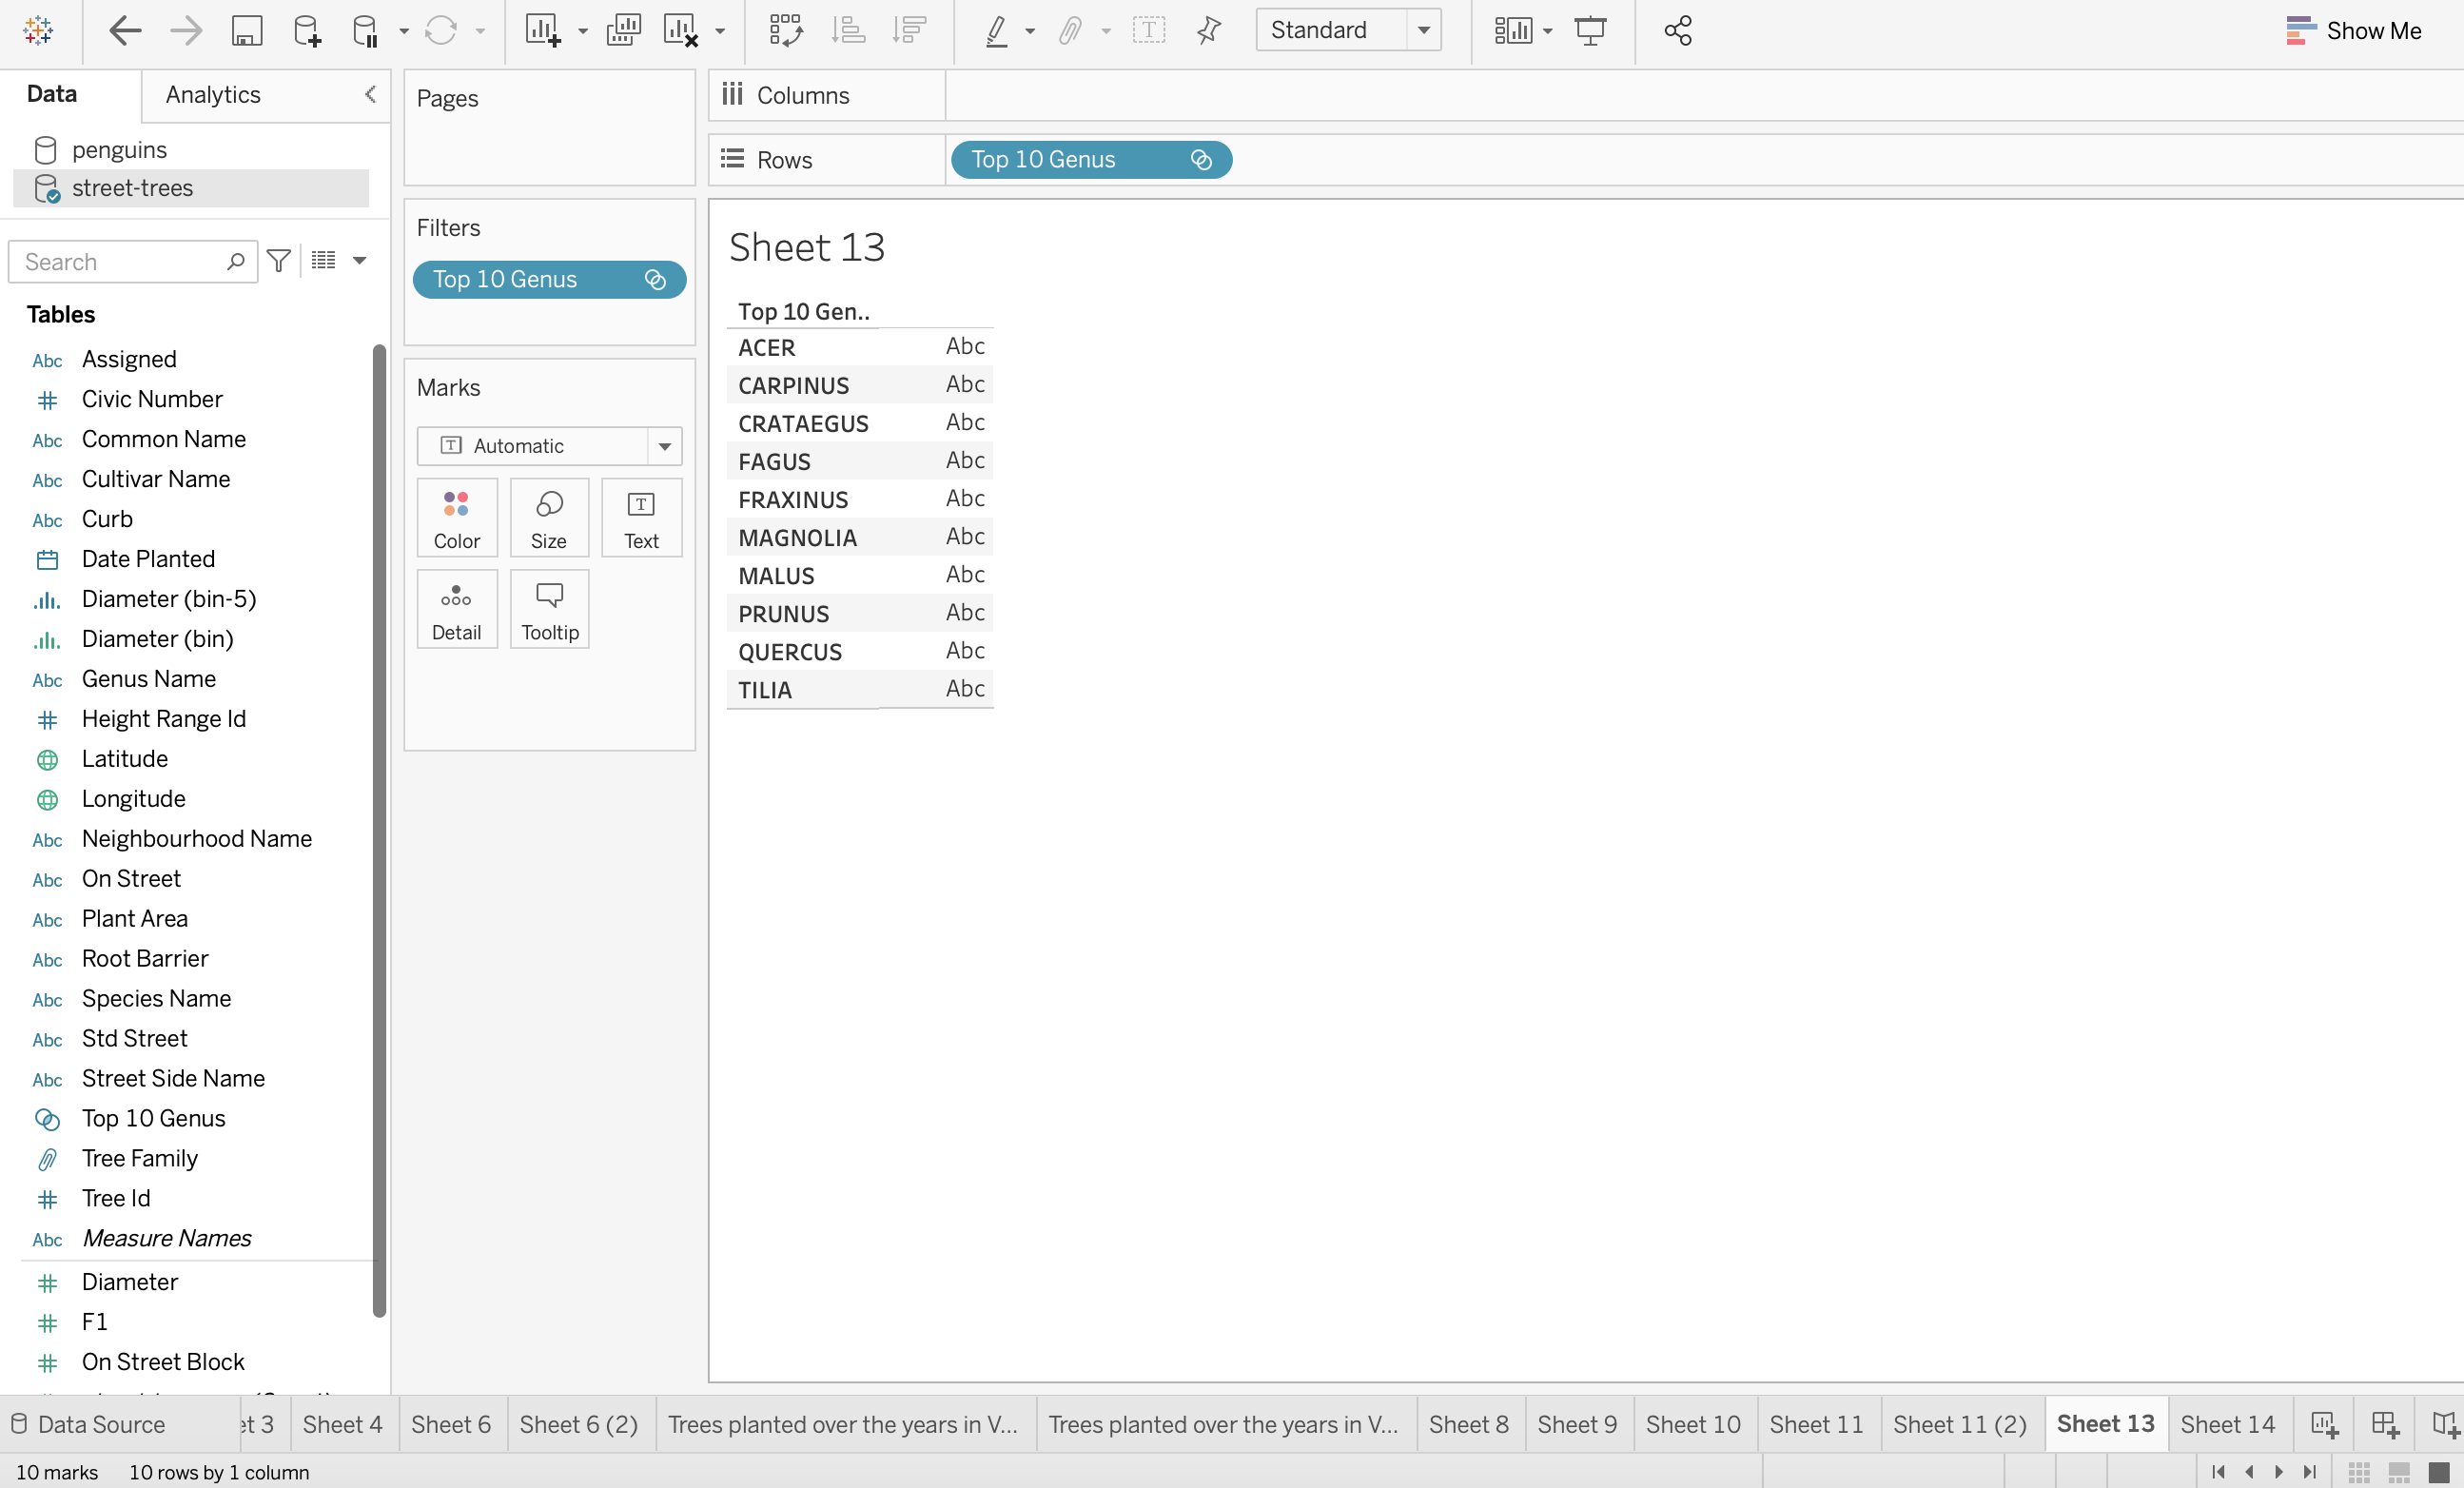 Standard
Show Me
Data
Analytics
penguins
street-trees
Search
Tables
Abc Assigned
Civic Number
Abc Common Name
Abc Cultivar Name
Abc Curb
Date Planted
Diameter (bin-5)
Diameter (bin)
Abc Genus Name
Height Range Id
Latitude
Longitude
Abc Neighbourhood Name
Abc On Street
Abc Plant Area
Abc Root Barrier
Abc Species Name
Abc Std Street
Abc Street Side Name
Top 10 Genus
Tree Family
Tree Id
Abc Measure Names
Diameter
F1
On Street Block
Pages
Filters
Top 10 Genus
Marks
T Automatic
Color
Size
T Text
Detail
Tooltip
Columns
Rows
Top 10 Genus
Sheet 13
Top 10 Gen..
ACER Abc
CARPINUS Abc
CRATAEGUS Abc
FAGUS Abc
FRAXINUS Abc
MAGNOLIA Abc
MALUS Abc
PRUNUS Abc
QUERCUS Abc
TILIA Abc
Data Source
et 3
Sheet 4
Sheet 6
Sheet 6 (2)
Trees planted over the years in V...
Trees planted over the years in V...
Sheet 8
Sheet 9
Sheet 10
Sheet 11
Sheet 11 (2)
Sheet 13
Sheet 14
10 marks
10 rows by 1 column